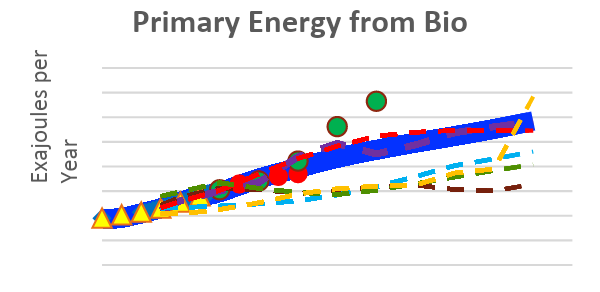 Primary Energy from Bio
Exajoules per
Year